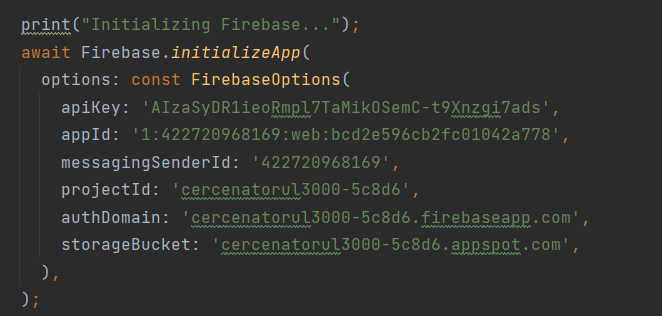 print("Initializing Firebase...");
await Firebase.initializeApp(
options: const FirebaseOptions(
apiKey: 'AIzaSyDR1ieoRmpl7TaMikOSemC-t9Xnzgi7ads',
appId: '1:422720968169:web:bcd2e596cb2fc01042a778',
messagingSenderId: '422720968169',
projectId: 'cercenatorul3000-5c8d6',
authDomain: 'cercenatorul3000-5c8d6.firebaseapp.com',
storageBucket: 'cercenatorul3000-5c8d6.appspot.com',
),
);